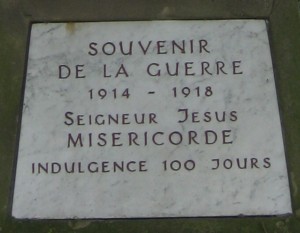 SOUVENIR
DE LA GUERRE
1914 - 1918
SEIGNEUR JESUS
MISERICORDE
INDULGENCE 100 JOURS